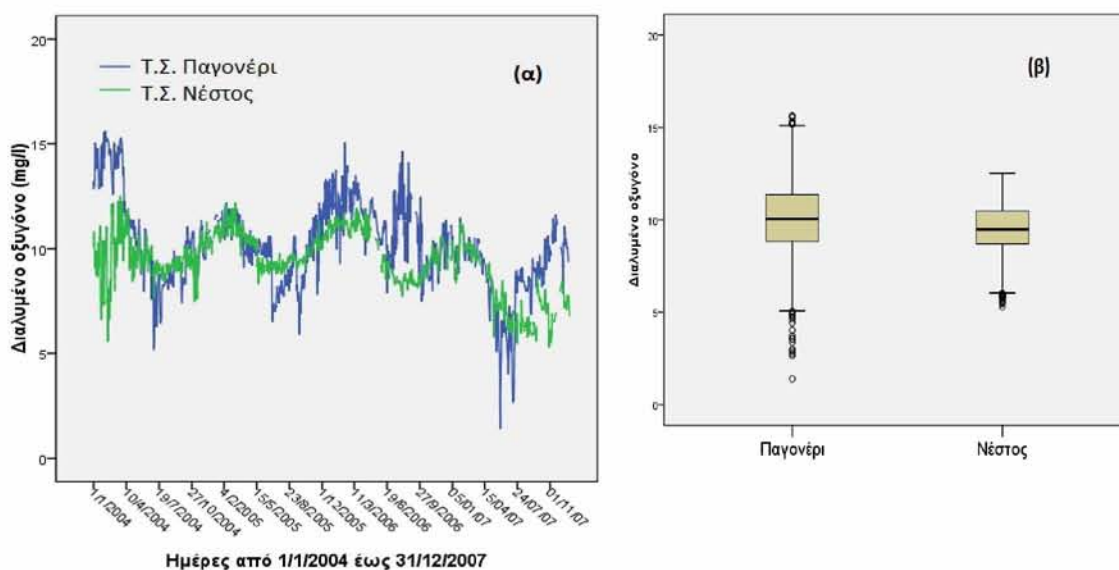 20
15
10
5
0
Διαλυμένο οξυγόνο (mg/l)
Τ.Σ. Παγονέρι
Τ.Σ. Νέστος
(α)
1/1/2004
10/4/2004
19/7/2004
27/10/2004
4/2/2005
15/5/2005
23/8/2005
1/12/2005
11/3/2006
19/6/2006
27/9/2006
05/01/07
15/04/07
24/07/07
01/11/07
Ημέρες από 1/1/2004 έως 31/12/2007
20
15
10
5
0
Διαλυμένο οξυγόνο
(β)
Παγονέρι
Νέστος